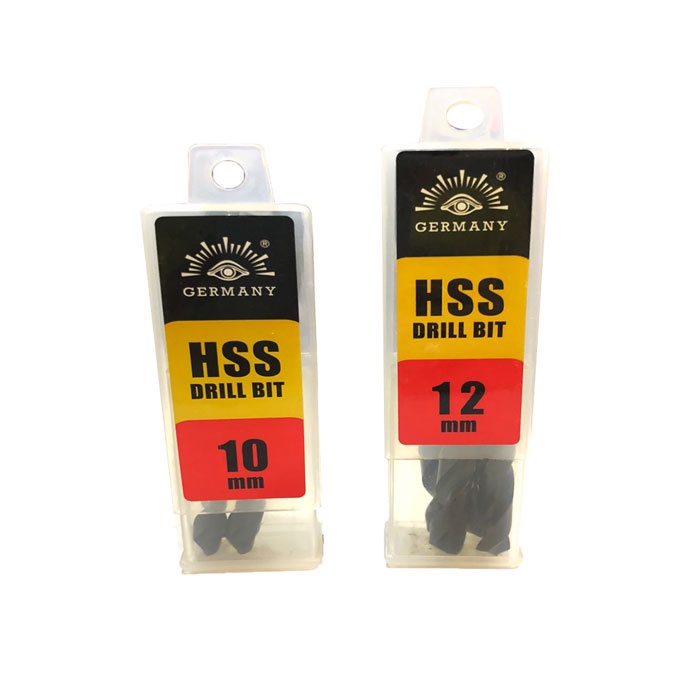 ®
GERMANY
HSS
DRILL BIT
10
mm
®
GERMANY
HSS
DRILL BIT
12
mm